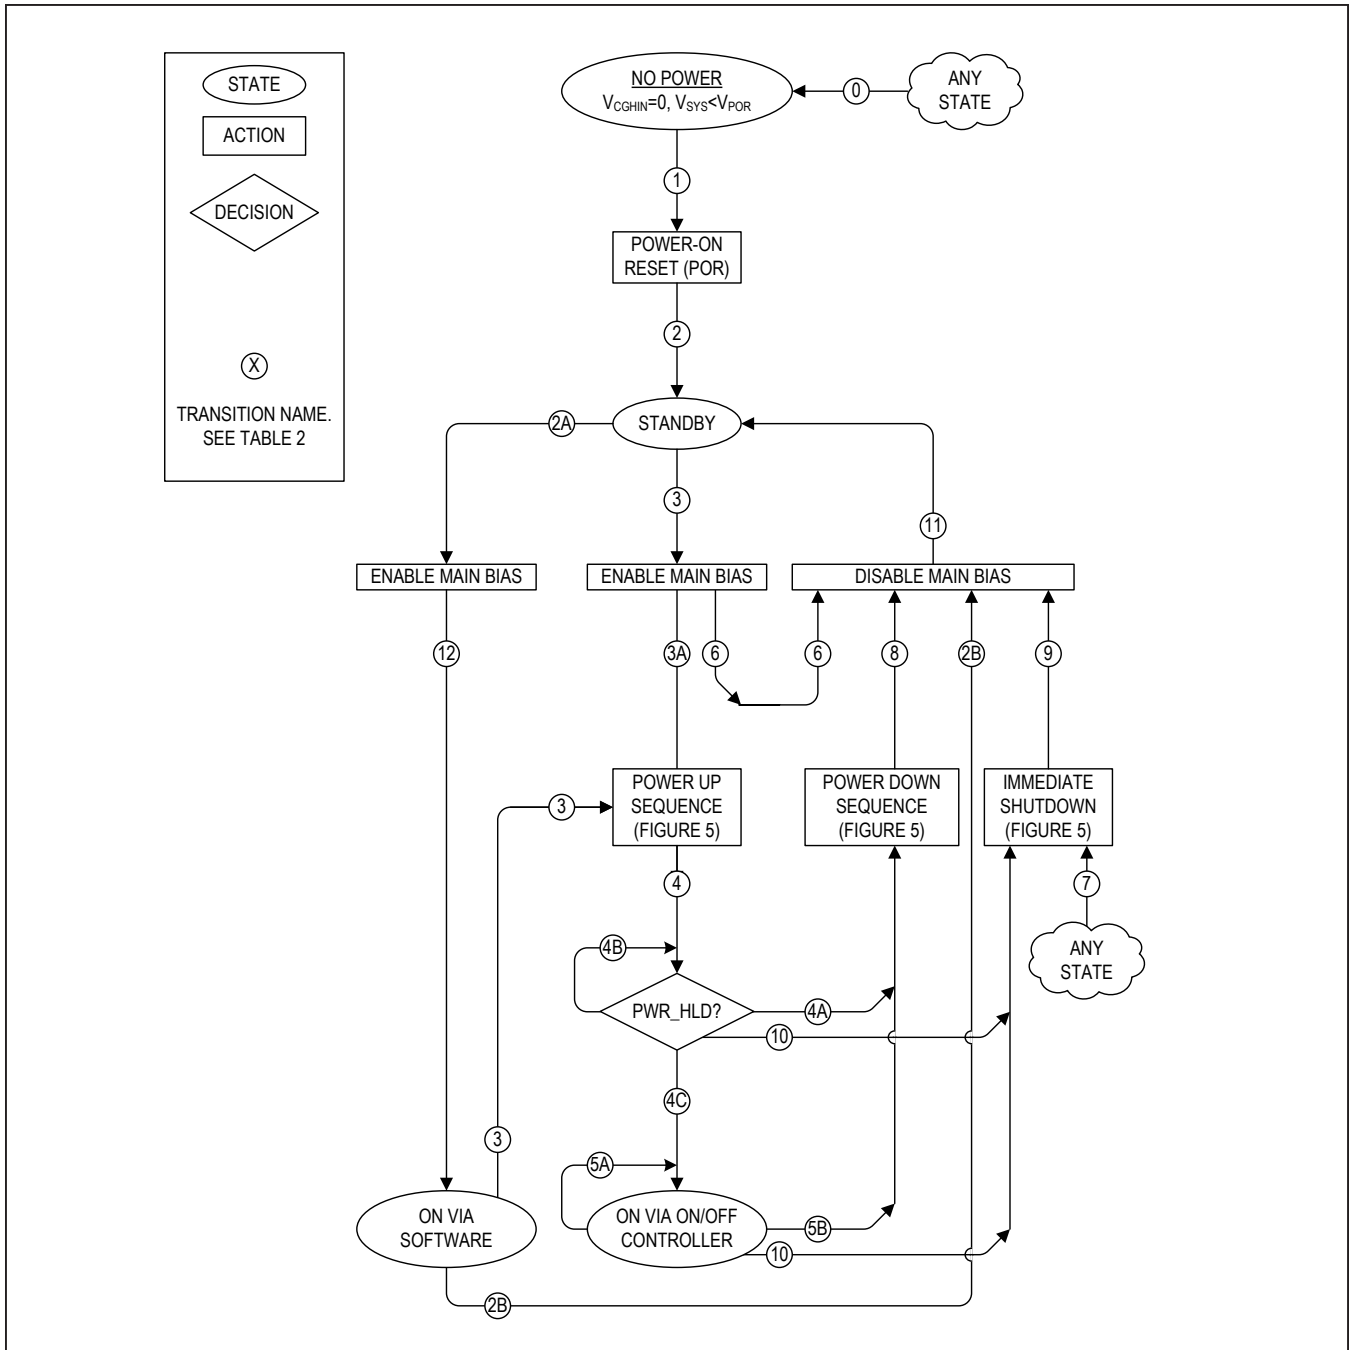 STATE
ACTION
DECISION
X
TRANSITION NAME.
SEE TABLE 2
NO POWER
VCGHIN=0, VSYS<VPOR
0
ANY
STATE
1
POWER-ON
RESET (POR)
2
STANDBY
2A
3
11
ENABLE MAIN BIAS
ENABLE MAIN BIAS
DISABLE MAIN BIAS
12
3A
6
6
8
2B
9
POWER UP
SEQUENCE
(FIGURE 5)
POWER DOWN
SEQUENCE
(FIGURE 5)
IMMEDIATE
SHUTDOWN
(FIGURE 5)
3
4
7
ANY
STATE
4B
PWR_HLD?
4A
10
4C
3
5A
ON VIA
SOFTWARE
ON VIA ON/OFF
CONTROLLER
5B
10
2B